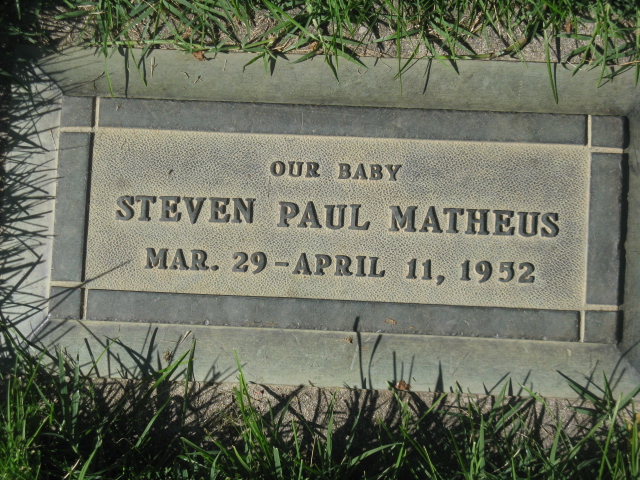 OUR BABY
STEVEN PAUL MATHEUS
MAR. 29-APRIL 11, 1952